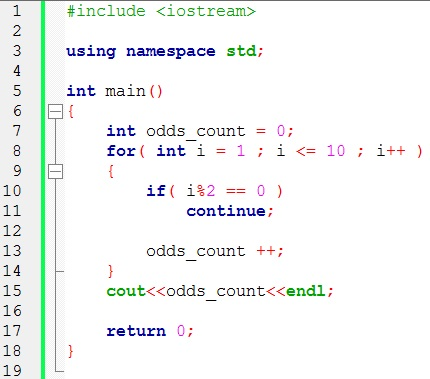 1 #include <iostream>
2
3 using namespace std;
4
5 int main()
6 {
7 int odds_count = 0;
8 for( int i = 1 ; i <= 10 ; i++ )
9 {
10 if( i%2 == 0 )
11 continue;
12
13 odds_count ++;
14 }
15 cout<<odds_count<<endl;
16
17 return 0;
18 }
19